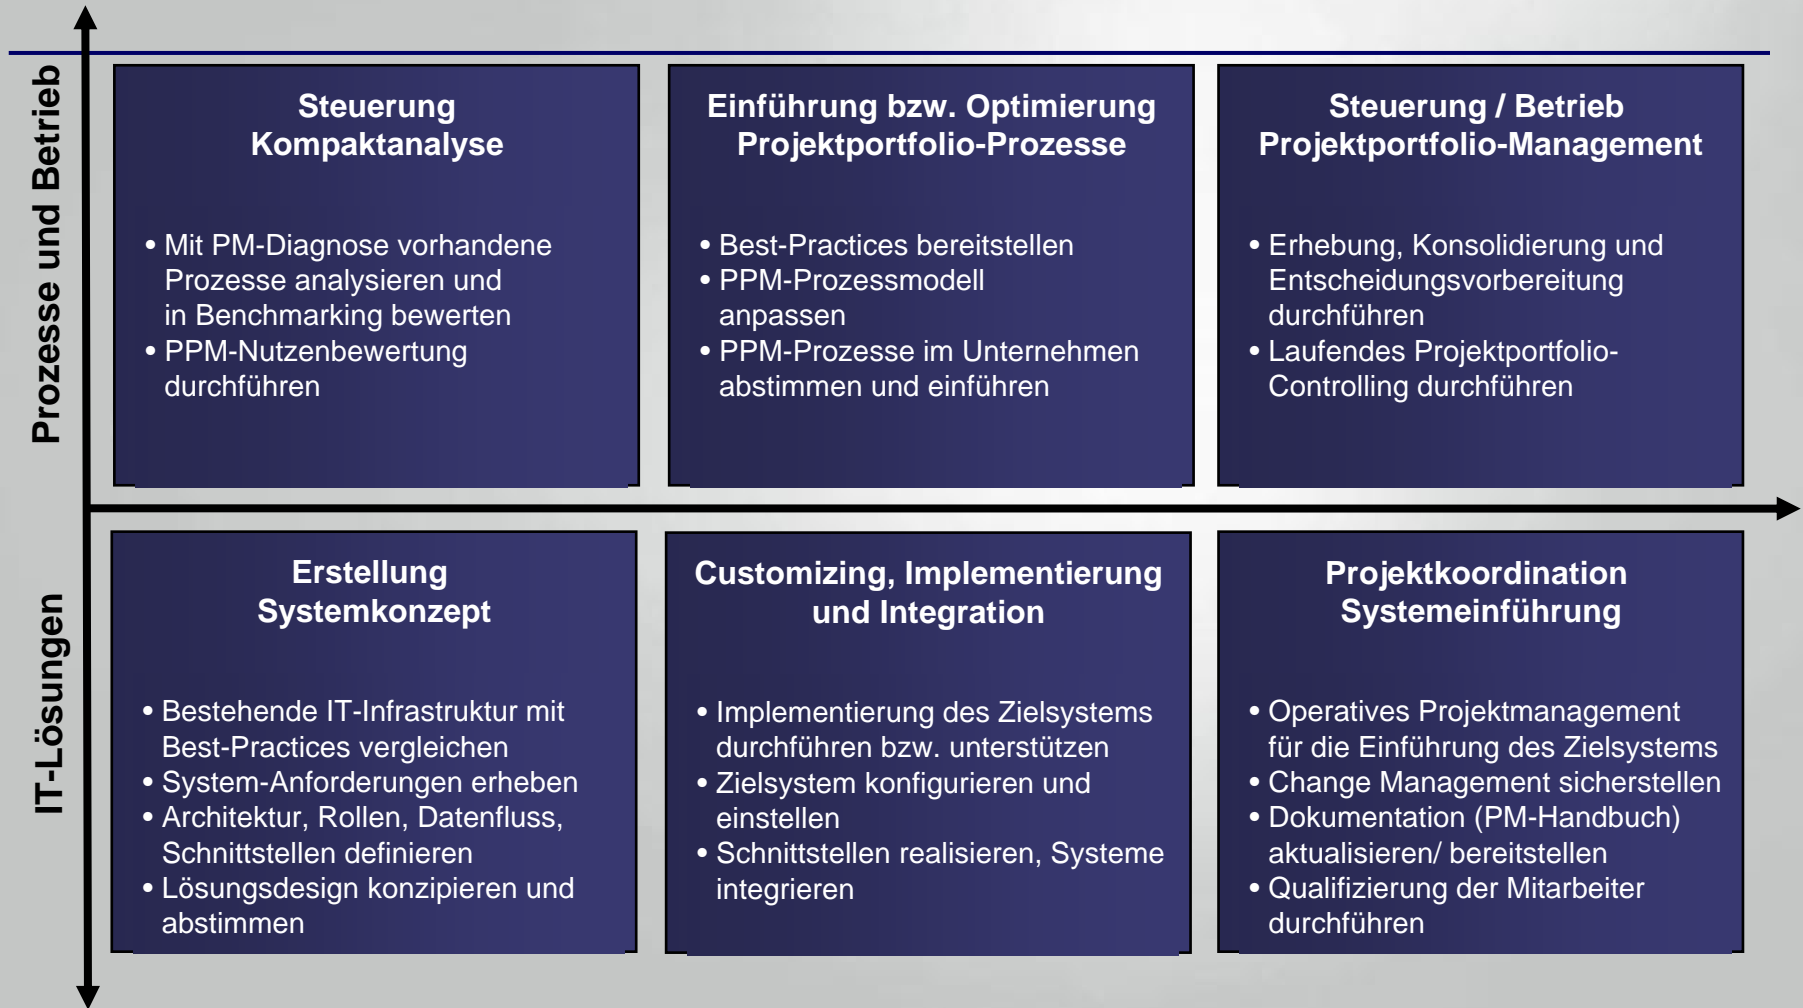 Prozesse und Betrieb
Steuerung
Kompaktanalyse
• Mit PM-Diagnose vorhandene
Prozesse analysieren und
in Benchmarking bewerten
• PPM-Nutzenbewertung
durchführen
Einführung bzw. Optimierung
Projektportfolio-Prozesse
• Best-Practices bereitstellen
• PPM-Prozessmodell
anpassen
• PPM-Prozesse im Unternehmen
abstimmen und einführen
Steuerung / Betrieb
Projektportfolio-Management
• Erhebung, Konsolidierung und
Entscheidungsvorbereitung
durchführen
• Laufendes Projektportfolio-
Controlling durchführen
IT-Lösungen
Erstellung
Systemkonzept
• Bestehende IT-Infrastruktur mit
Best-Practices vergleichen
• System-Anforderungen erheben
• Architektur, Rollen, Datenfluss,
Schnittstellen definieren
• Lösungsdesign konzipieren und
abstimmen
Customizing, Implementierung
und Integration
• Implementierung des Zielsystems
durchführen bzw. unterstützen
• Zielsystem konfigurieren und
einstellen
• Schnittstellen realisieren, Systeme
integrieren
Projektkoordination
Systemeinführung
• Operatives Projektmanagement
für die Einführung des Zielsystems
• Change Management sicherstellen
• Dokumentation (PM-Handbuch)
aktualisieren/ bereitstellen
• Qualifizierung der Mitarbeiter
durchführen